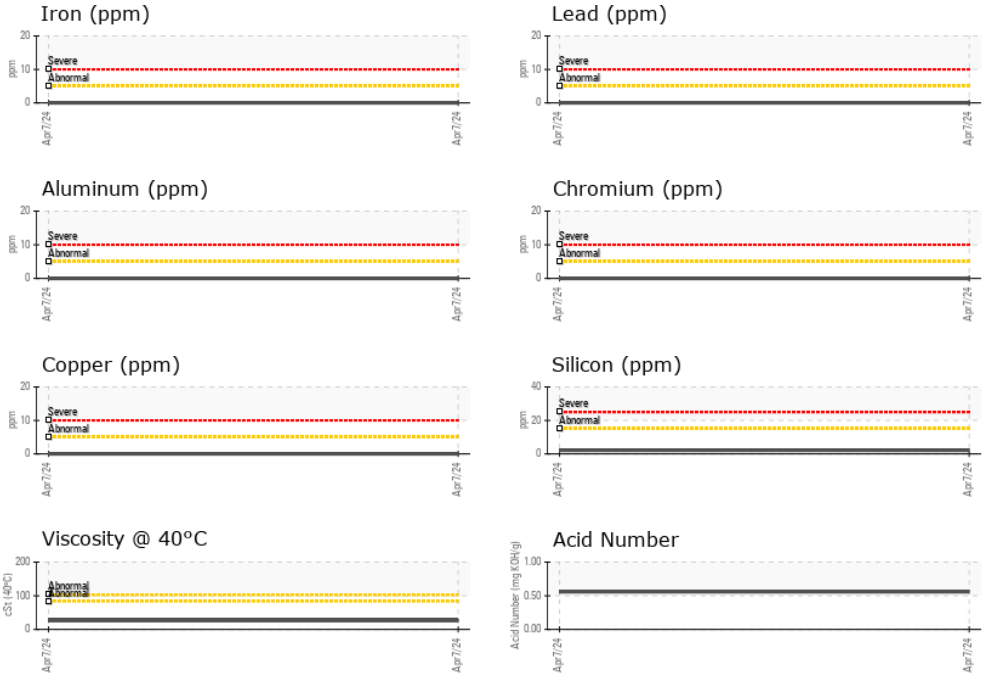 Iron (ppm)
20
10
0
ppm
Severe
Abnormal
Apr7/24
Apr7/24
Lead (ppm)
20
10
0
ppm
Severe
Abnormal
Apr7/24
Apr7/24
Aluminum (ppm)
20
10
0
ppm
Severe
Abnormal
Apr7/24
Apr7/24
Chromium (ppm)
20
10
0
ppm
Severe
Abnormal
Apr7/24
Apr7/24
Copper (ppm)
20
10
0
ppm
Severe
Abnormal
Apr7/24
Apr7/24
Silicon (ppm)
40
20
0
ppm
Severe
Abnormal
Apr7/24
Apr7/24
Viscosity @ 40°C
200
100
0
cSt (40°C)
Abnormal
Abnormal
Apr7/24
Apr7/24
Acid Number
1.00
0.50
0.00
Acid Number (mg KOH/g)
Apr7/24
Apr7/24